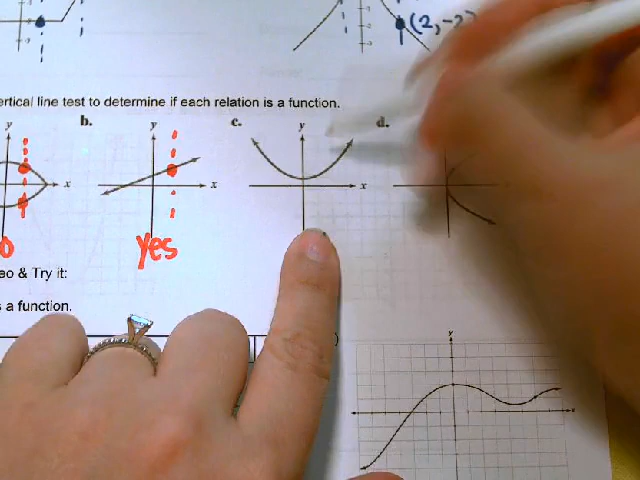 (2, -2)
ertical line test to determine if each relation is a function.
b. c. d.
y y y
x x x
o yes
eo & Try it:
s a function.
y
x